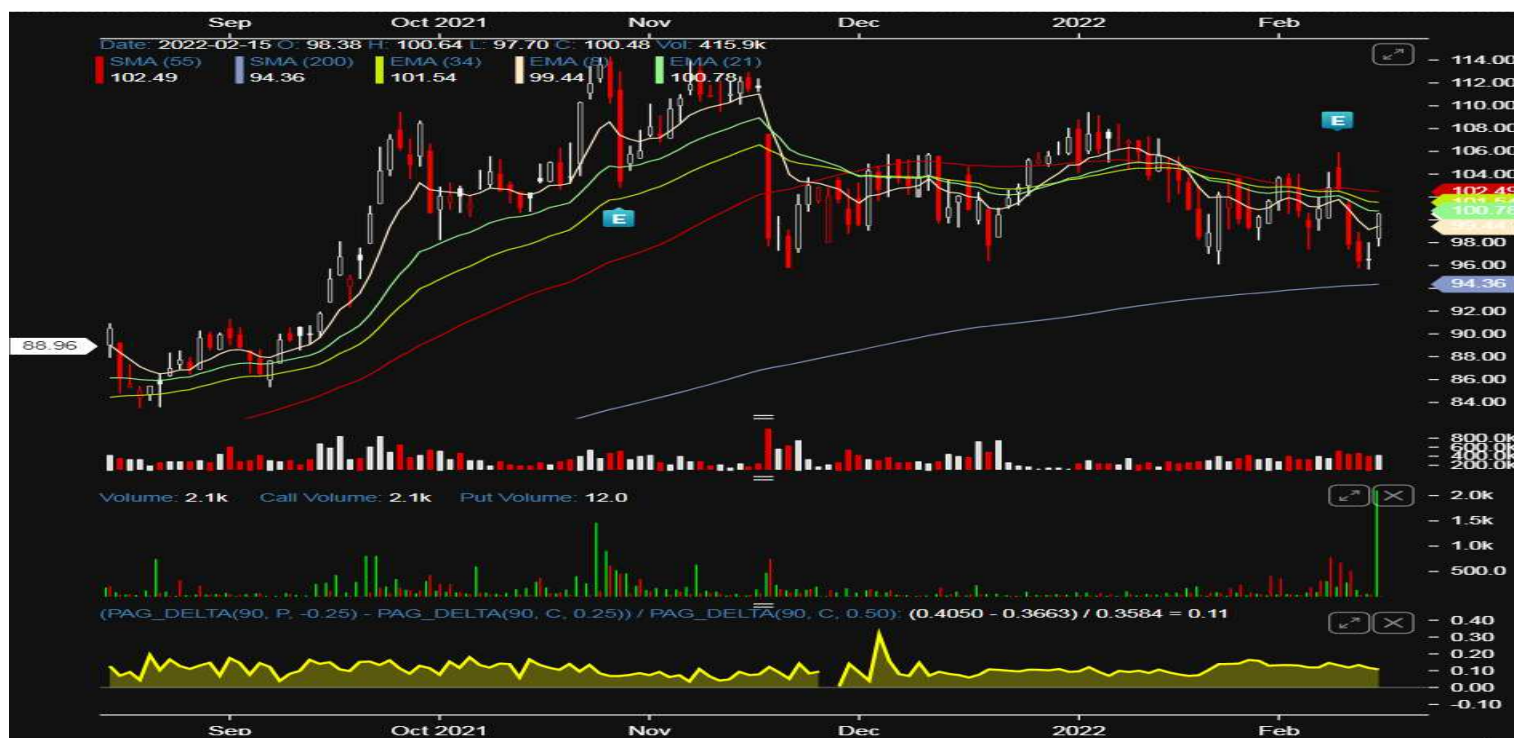 Sep Oct 2021 Nov Dec 2022 Feb
Date: 2022-02-15 O: 98.38 H: 100.64 L: 97.70 C: 100.48 Vol: 415.9k
SMA (55) SMA (200) EMA (34) EMA (8) EMA (21)
102.49 94.36 101.54 99.44 100.78
114.00
112.00
110.00
E
108.00
106.00
104.00
102.49
100.78
E
98.00
96.00
94.36
92.00
90.00
88.96
88.00
86.00
84.00
800.0k
600.0k
400.0k
200.0k
Volume: 2.1k Call Volume: 2.1k Put Volume: 12.0
2.0k
1.5k
1.0k
500.0
(PAG_DELTA(90, P, -0.25) - PAG_DELTA(90, C, 0.25)) / PAG_DELTA(90, C, 0.50): (0.4050 - 0.3663) / 0.3584 = 0.11
0.40
0.30
0.20
0.10
0.00
-0.10
Sep Oct 2021 Nov Dec 2022 Feb